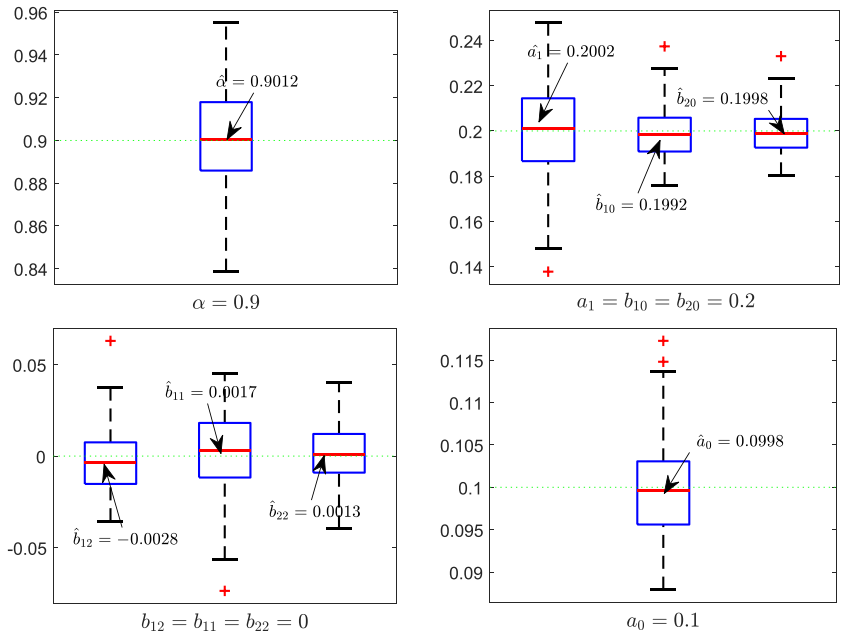 0.96
0.94
0.92
0.9
0.88
0.86
0.84
α̂ = 0.9012
α = 0.9
0.24
0.22
0.2
0.18
0.16
0.14
â₁ = 0.2002
b̂₂₀ = 0.1998
b̂₁₀ = 0.1992
a₁ = b₁₀ = b₂₀ = 0.2
0.05
0
-0.05
b̂₁₁ = 0.0017
b̂₂₂ = 0.0013
b̂₁₂ = −0.0028
b₁₂ = b₁₁ = b₂₂ = 0
0.115
0.11
0.105
0.1
0.095
0.09
â₀ = 0.0998
a₀ = 0.1